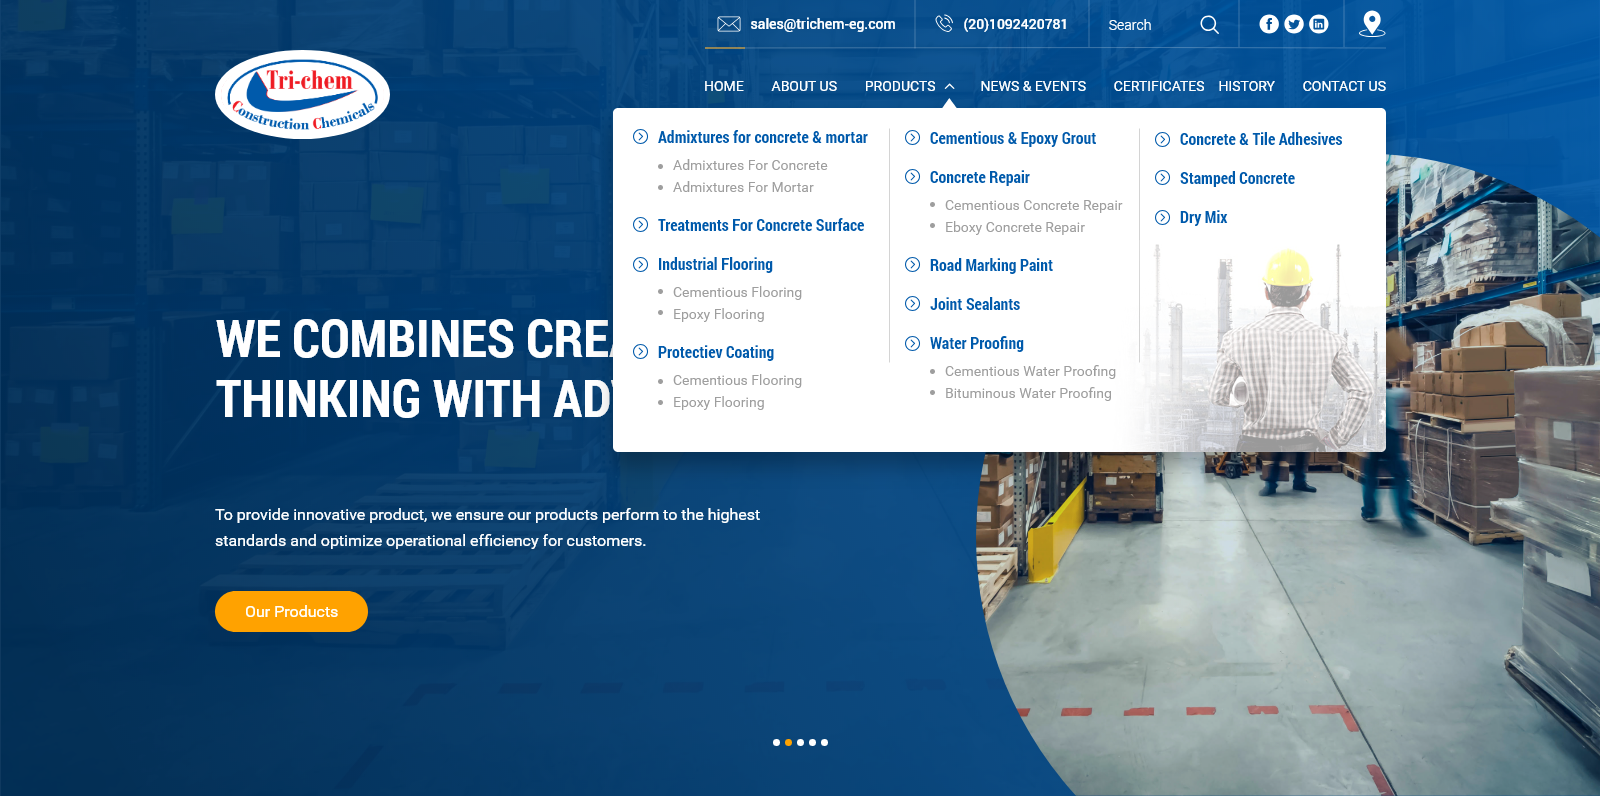 sales@trichem-eg.com
(20)1092420781
Search
Tri-chem
Construction Chemicals
HOME
ABOUT US
PRODUCTS
NEWS & EVENTS
CERTIFICATES
HISTORY
CONTACT US
Admixtures for concrete & mortar
Admixtures For Concrete
Admixtures For Mortar
Treatments For Concrete Surface
Industrial Flooring
Cementious Flooring
Epoxy Flooring
Protectiev Coating
Cementious Flooring
Epoxy Flooring
Cementious & Epoxy Grout
Concrete Repair
Cementious Concrete Repair
Eboxy Concrete Repair
Road Marking Paint
Joint Sealants
Water Proofing
Cementious Water Proofing
Bituminous Water Proofing
Concrete & Tile Adhesives
Stamped Concrete
Dry Mix
WE COMBINES CREA
THINKING WITH ADV
To provide innovative product, we ensure our products perform to the highest
standards and optimize operational efficiency for customers.
Our Products